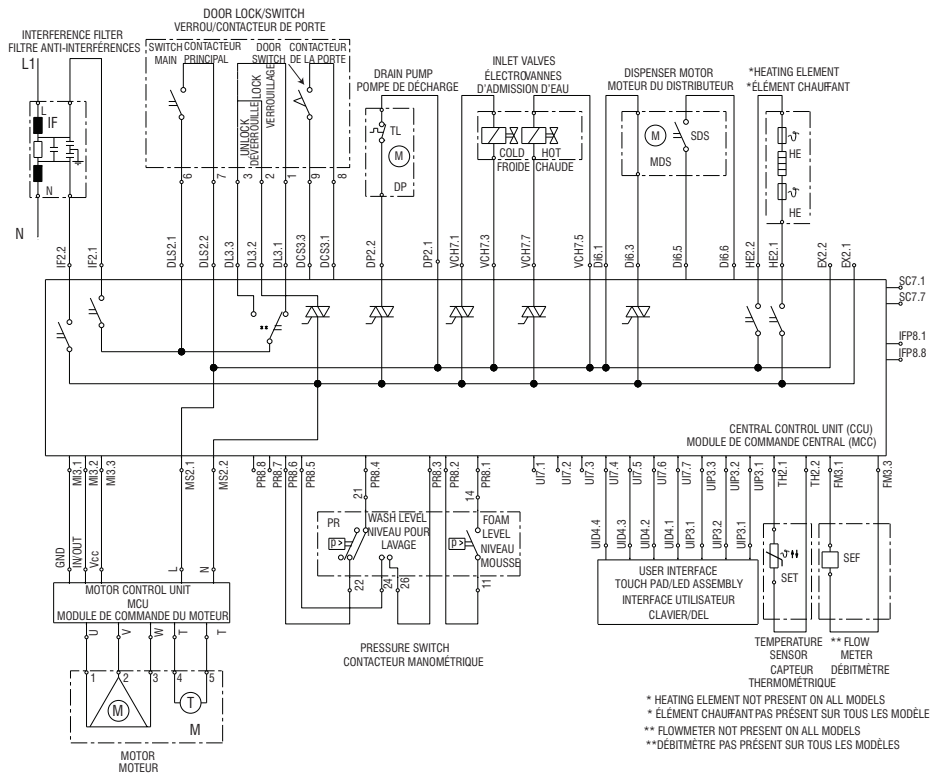 DOOR LOCK/SWITCH
VERROU/CONTACTEUR DE PORTE
INTERFERENCE FILTER
FILTRE ANTI-INTERFÉRENCES
L1
L
IF
N
N
SWITCH CONTACTEUR
MAIN PRINCIPAL
DOOR CONTACTEUR
SWITCH DE LA PORTE
UNLOCK
DÉVERROUILLE
LOCK
VERROUILLAGE
6
7
3
2
1
9
8
DRAIN PUMP
POMPE DE DÉCHARGE
TL
M
DP
INLET VALVES
ÉLECTROVANNES
D'ADMISSION D'EAU
COLD HOT
FROIDE CHAUDE
DISPENSER MOTOR
MOTEUR DU DISTRIBUTEUR
M
SDS
MDS
*HEATING ELEMENT
*ÉLÉMENT CHAUFFANT
HE
HE
IF2.2
IF2.1
DLS2.1
DLS2.2
DL3.3
DL3.2
DL3.1
DCS3.3
DCS3.1
DP2.2
DP2.1
VCH7.1
VCH7.3
VCH7.7
VCH7.5
DI6.1
DI6.3
DI6.5
DI6.6
HE2.2
HE2.1
EX2.2
EX2.1
SC7.1
SC7.7
IFP8.1
IFP8.8
**
CENTRAL CONTROL UNIT (CCU)
MODULE DE COMMANDE CENTRAL (MCC)
MI3.1
MI3.2
MI3.3
MS2.1
MS2.2
PR8.8
PR8.7
PR8.6
PR8.5
PR8.4
PR8.3
PR8.2
PR8.1
UI7.1
UI7.2
UI7.3
UI7.4
UI7.5
UI7.6
UI7.7
UIP3.3
UIP3.2
UIP3.1
TH2.1
TH2.2
FM3.1
FM3.3
GND
IN/OUT
Vcc
L
N
MOTOR CONTROL UNIT
MCU
MODULE DE COMMANDE DU MOTEUR
U
V
W
T
T
1
2
3
4
5
M
T
M
MOTOR
MOTEUR
21
14
PR
P>
WASH LEVEL
NIVEAU POUR
LAVAGE
P>
FOAM
LEVEL
NIVEAU
MOUSSE
22
24
26
11
PRESSURE SWITCH
CONTACTEUR MANOMÉTRIQUE
UID4.4
UID4.3
UID4.2
UID4.1
UIP3.1
UIP3.2
UIP3.1
USER INTERFACE
TOUCH PAD/LED ASSEMBLY
INTERFACE UTILISATEUR
CLAVIER/DEL
SET
TEMPERATURE
SENSOR
CAPTEUR
THERMOMÉTRIQUE
SEF
** FLOW
METER
DÉBITMÈTRE
* HEATING ELEMENT NOT PRESENT ON ALL MODELS
* ÉLÉMENT CHAUFFANT PAS PRÉSENT SUR TOUS LES MODÈLE
** FLOWMETER NOT PRESENT ON ALL MODELS
**DÉBITMÈTRE PAS PRÉSENT SUR TOUS LES MODÈLES